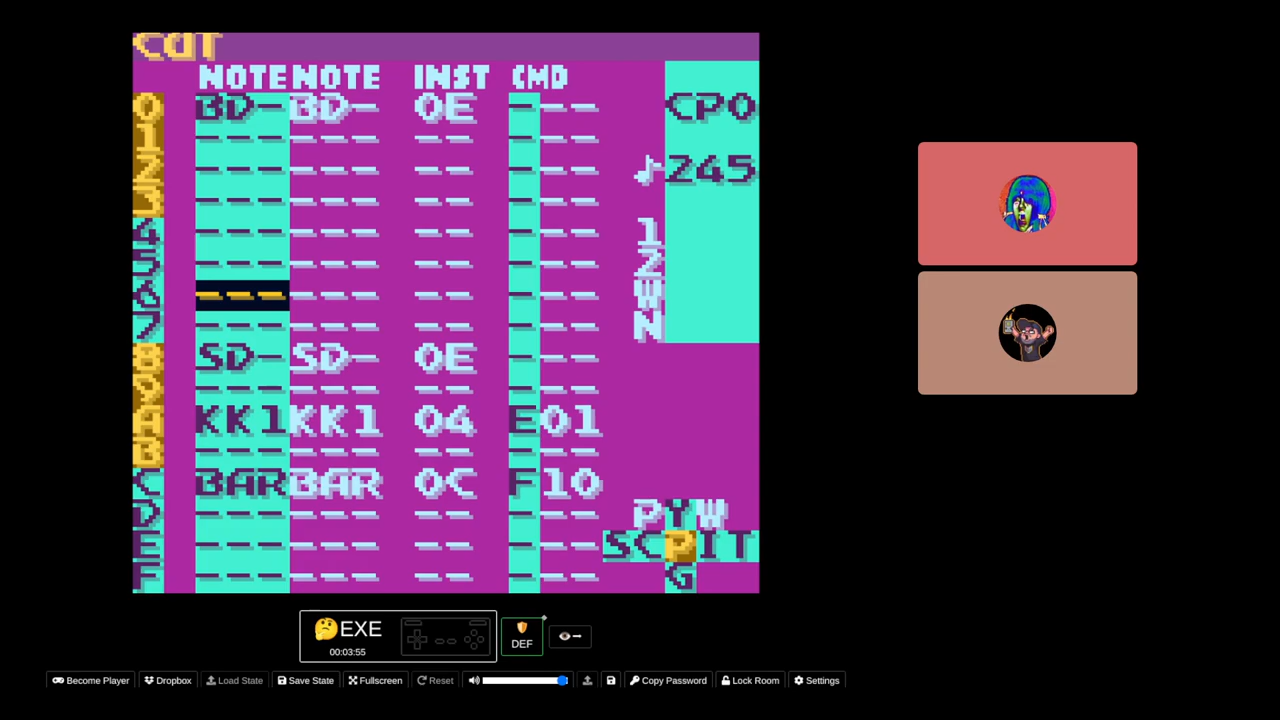 CUT
NOTE NOTE INST CMD
0 BD- BD- 0E --- CP0
1 --- --- -- ---
2 --- --- -- --- ♪245
3 --- --- -- ---
4 --- --- -- --- 1
5 --- --- -- --- 2
6 --- --- -- --- W
7 --- --- -- --- N
8 SD- SD- 0E ---
9 --- --- -- ---
A KK1 KK1 04 E01
B --- --- -- ---
C BAR BAR 0C F10
D --- --- -- --- PYW
E --- --- -- --- SCPIT
F --- --- -- --- G
🤔EXE
00:03:55
DEF
Become Player Dropbox Load State Save State Fullscreen Reset Copy Password Lock Room Settings